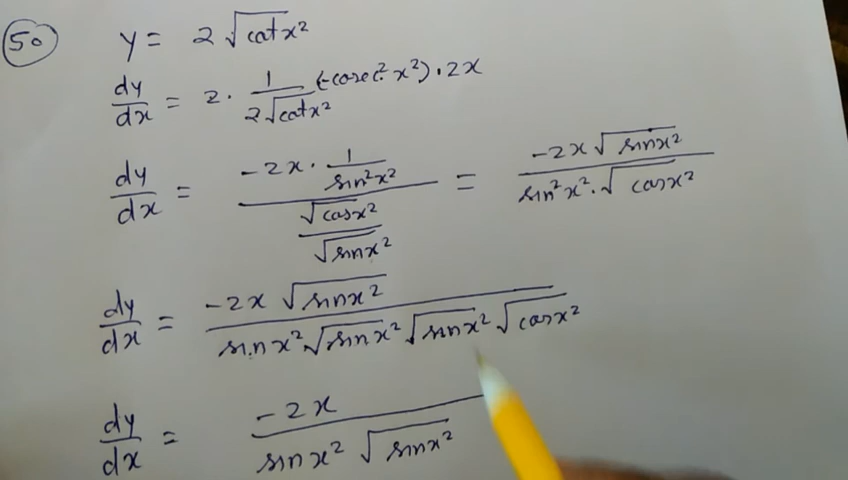 50 y = 2 √cot x²
dy/dx = 2 · 1/(2√cot x²) (-cosec² x²) · 2x
dy/dx = (-2x · 1/(sin² x²))/(√cos x²/√sin x²) = (-2x √sin x²)/(sin² x² · √cos x²)
dy/dx = (-2x √sin x²)/(sin x² √sin x² √sin x² √cos x²)
dy/dx = (-2x)/(sin x² √sin x²